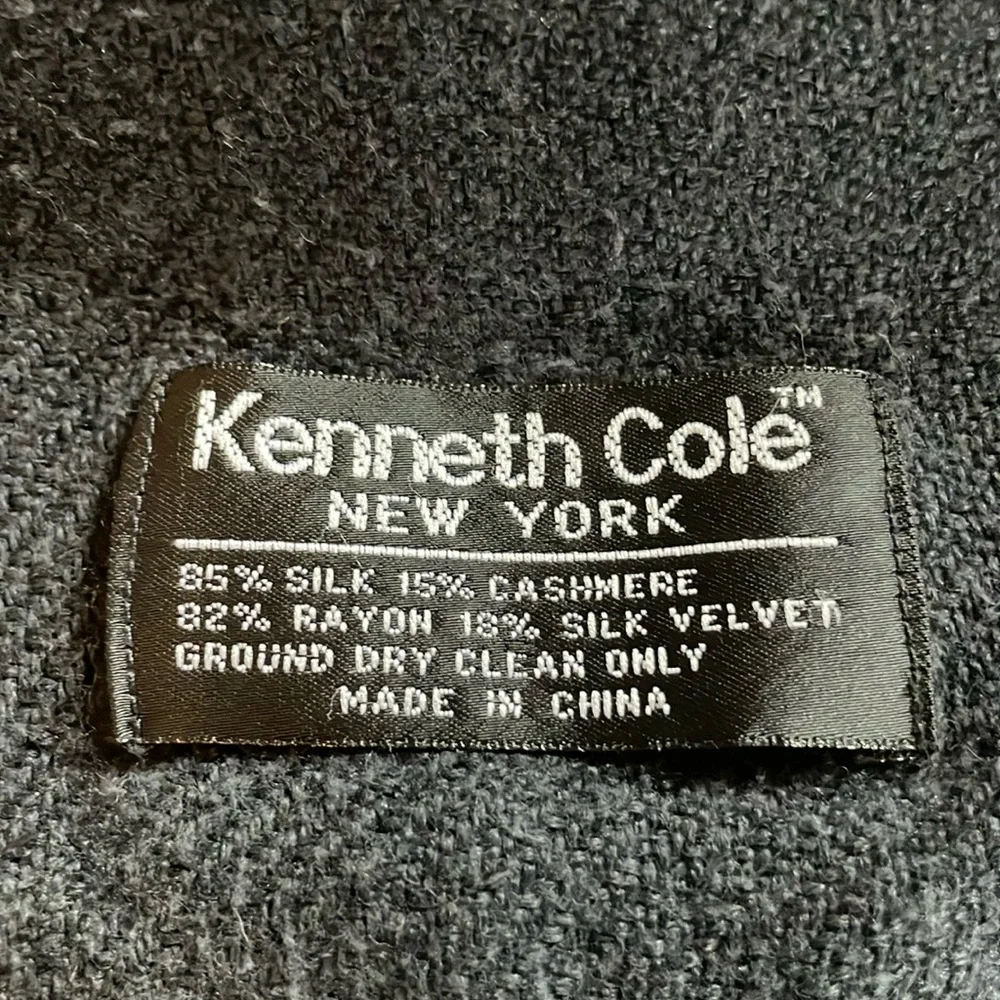 Kenneth Cole™
NEW YORK
85% SILK 15% CASHMERE
82% RAYON 18% SILK VELVET
GROUND DRY CLEAN ONLY
MADE IN CHINA